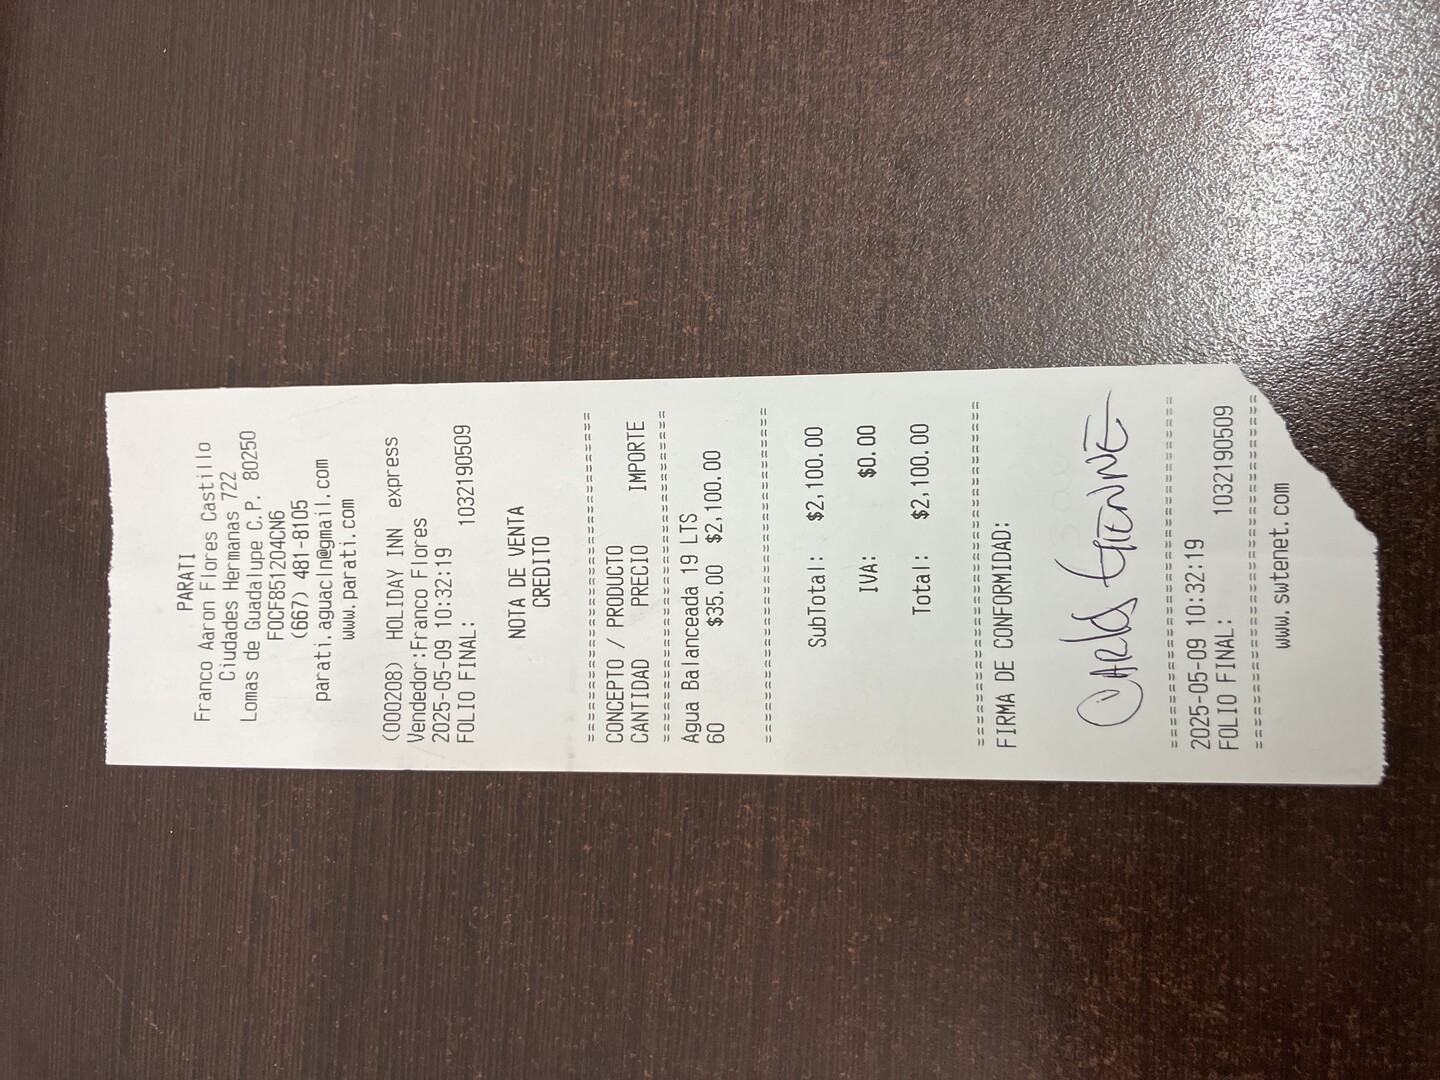 PARATI
Franco Aaron Flores Castillo
Ciudades Hermanas 722
Lomas de Guadalupe C.P. 80250
FOCF851204CN6
(667) 481-8105
parati.aguacln@gmail.com
www.parati.com
(000208) HOLIDAY INN express
Vendedor:Franco Flores
2025-05-09 10:32:19
FOLIO FINAL: 1032190509
NOTA DE VENTA
CREDITO
==============================
CONCEPTO / PRODUCTO
CANTIDAD PRECIO IMPORTE
==============================
Agua Balanceada 19 LTS
60 $35.00 $2,100.00
==============================
SubTotal: $2,100.00
IVA: $0.00
Total: $2,100.00
==============================
FIRMA DE CONFORMIDAD:
==============================
2025-05-09 10:32:19
FOLIO FINAL: 1032190509
==============================
www.swtenet.com